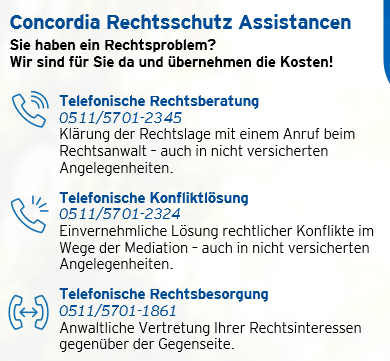 Concordia Rechtsschutz Assistancen
Sie haben ein Rechtsproblem?
Wir sind für Sie da und übernehmen die Kosten!
Telefonische Rechtsberatung
0511/5701-2345
Klärung der Rechtslage mit einem Anruf beim
Rechtsanwalt – auch in nicht versicherten
Angelegenheiten.
Telefonische Konfliktlösung
0511/5701-2324
Einvernehmliche Lösung rechtlicher Konflikte im
Wege der Mediation – auch in nicht versicherten
Angelegenheiten.
Telefonische Rechtsbesorgung
0511/5701-1861
Anwaltliche Vertretung Ihrer Rechtsinteressen
gegenüber der Gegenseite.